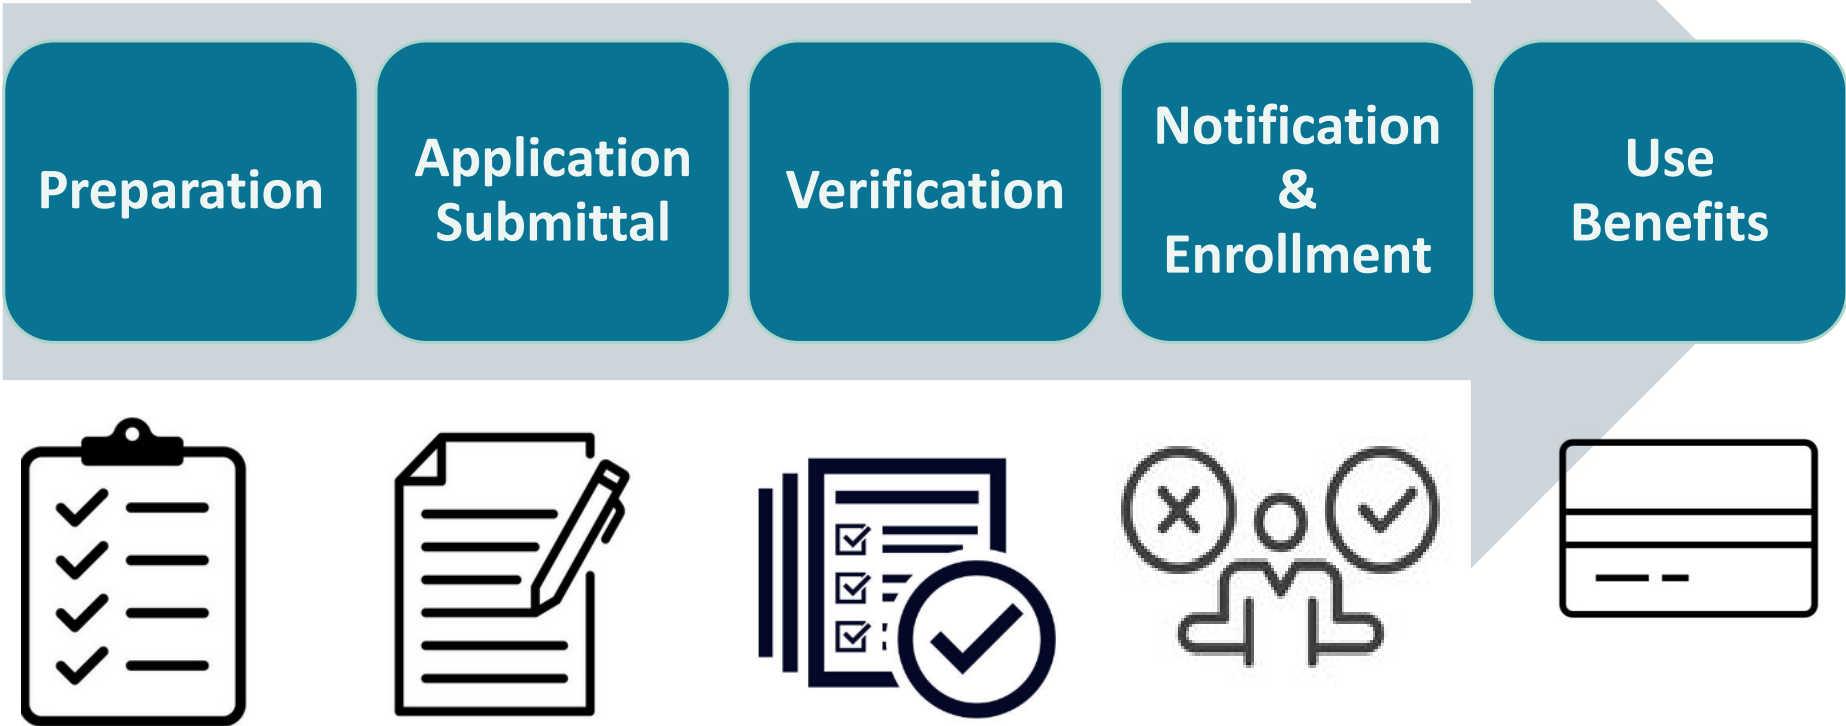 Preparation
Application
Submittal
Verification
Notification
&
Enrollment
Use
Benefits